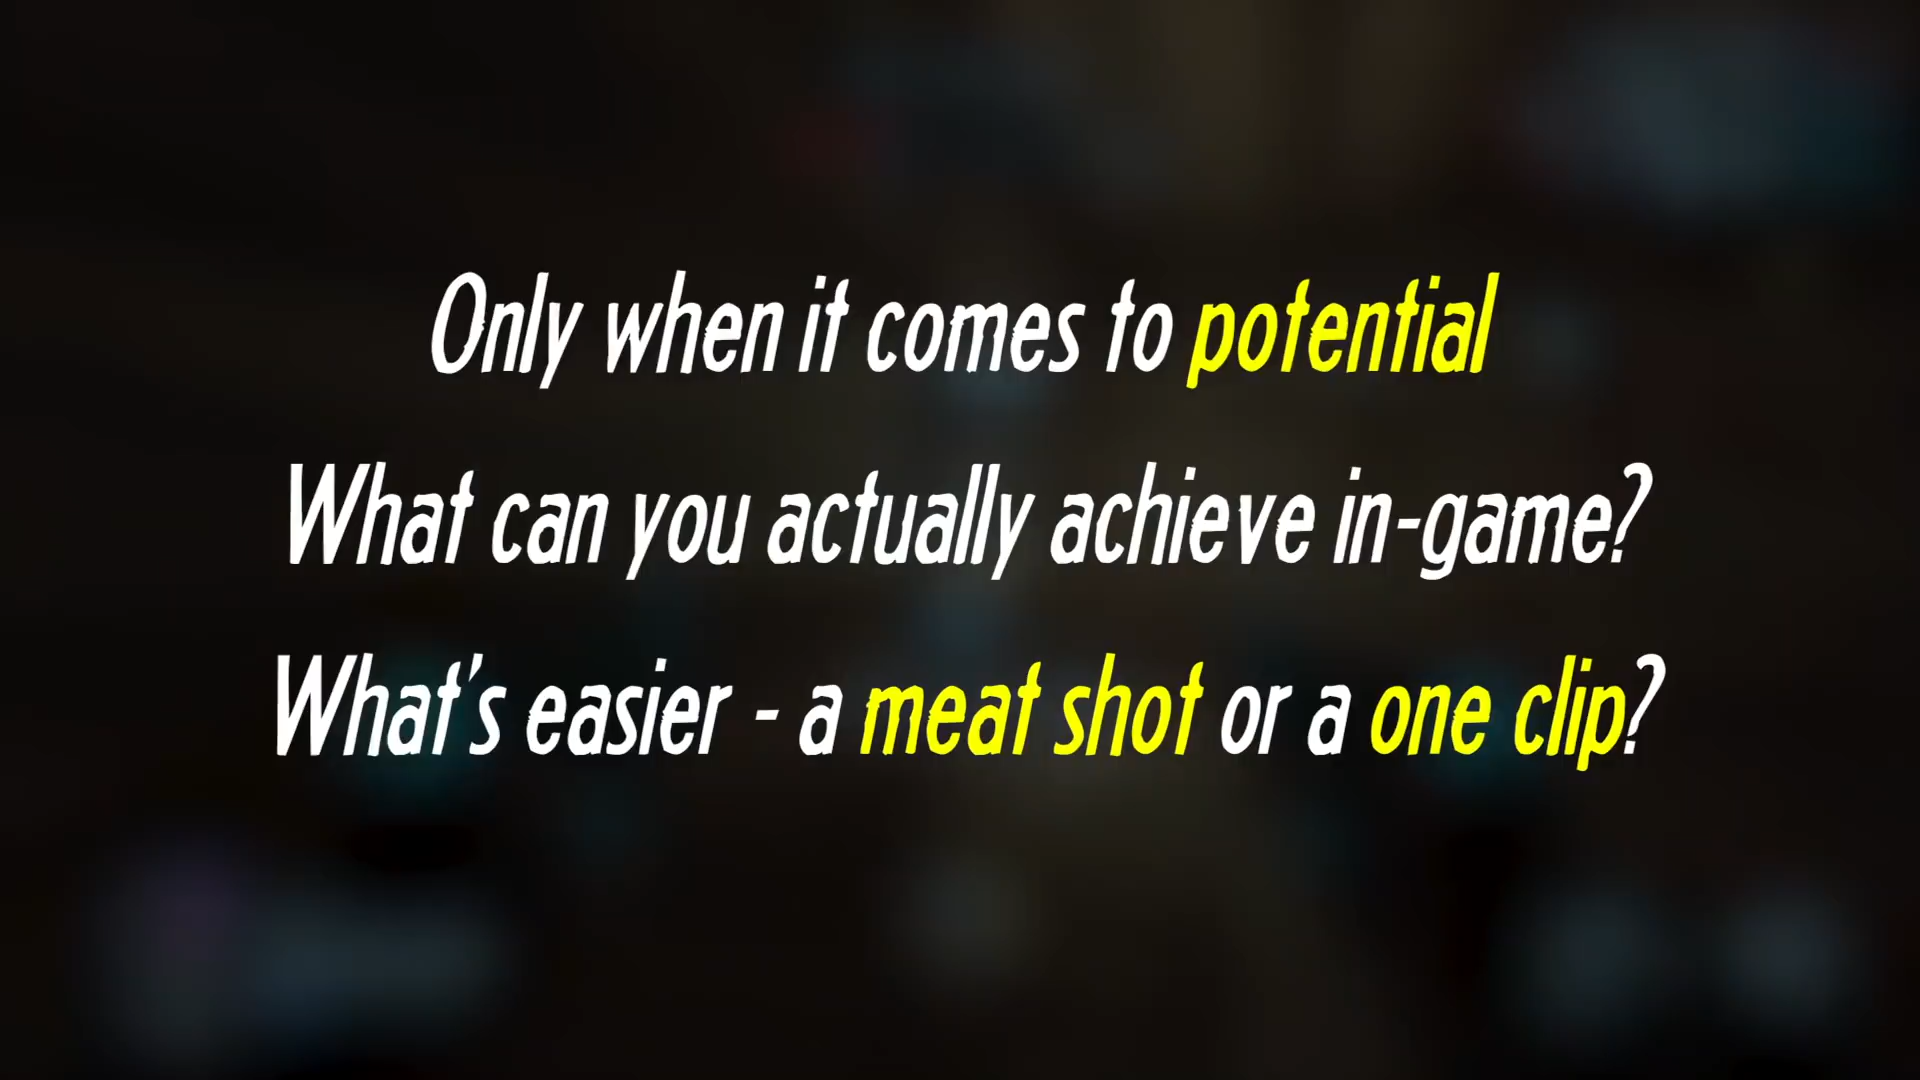 Only when it comes to potential
What can you actually achieve in-game?
What's easier - a meat shot or a one clip?